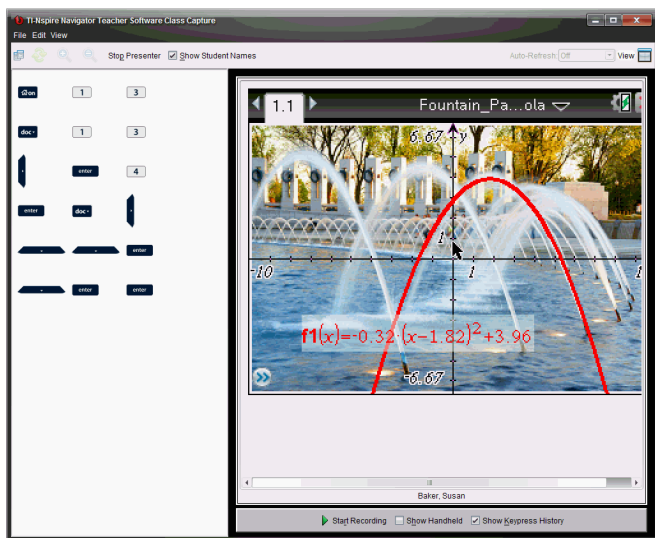 TI-Nspire Navigator Teacher Software Class Capture
File Edit View
Stop Presenter Show Student Names Auto-Refresh: Off View
on 1 3
doc 1 3
enter 4
enter doc
enter
enter enter
1.1 Fountain_Pa...ola
6.67 y
1
-10 1 1
f1(x)=-0.32·(x-1.82)²+3.96
-6.67
Baker, Susan
Start Recording Show Handheld Show Keypress History